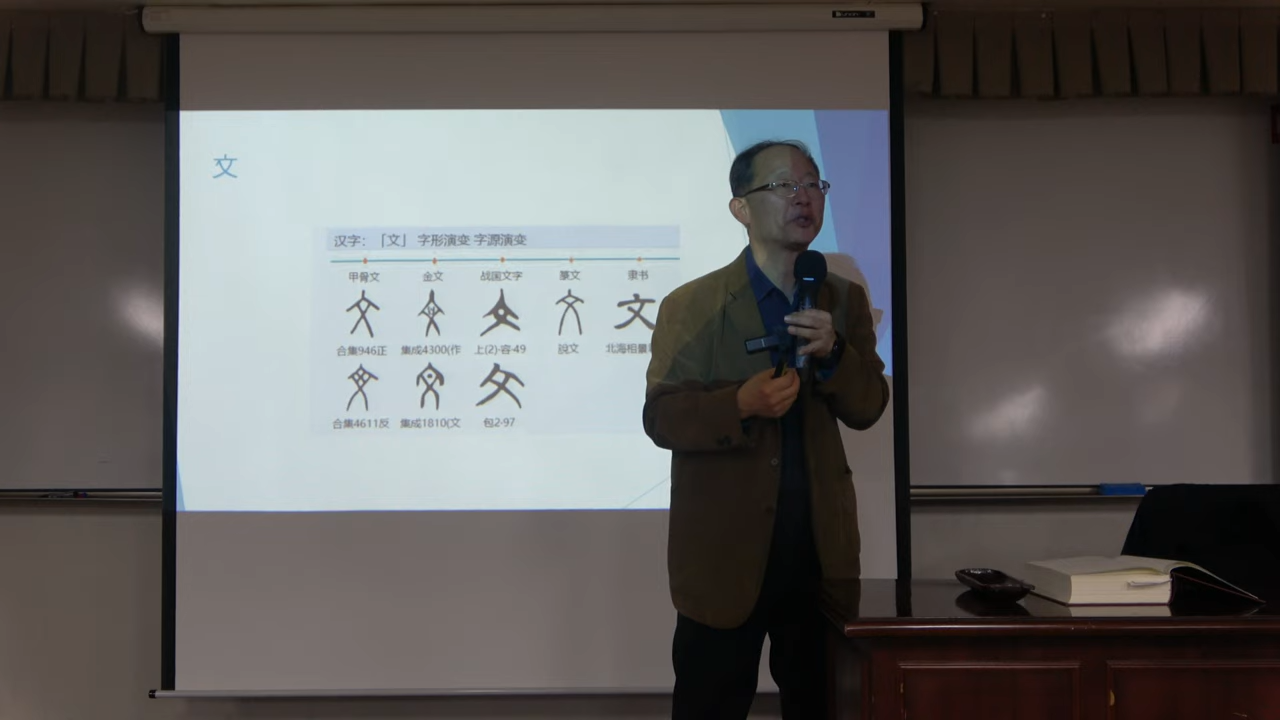 文
汉字：「文」 字形演变 字源演变
甲骨文 金文 战国文字 篆文 隶书
文
合集946正 集成4300(作 上(2)·容·49 說文 北海相景
合集4611反 集成1810(文 包2·97